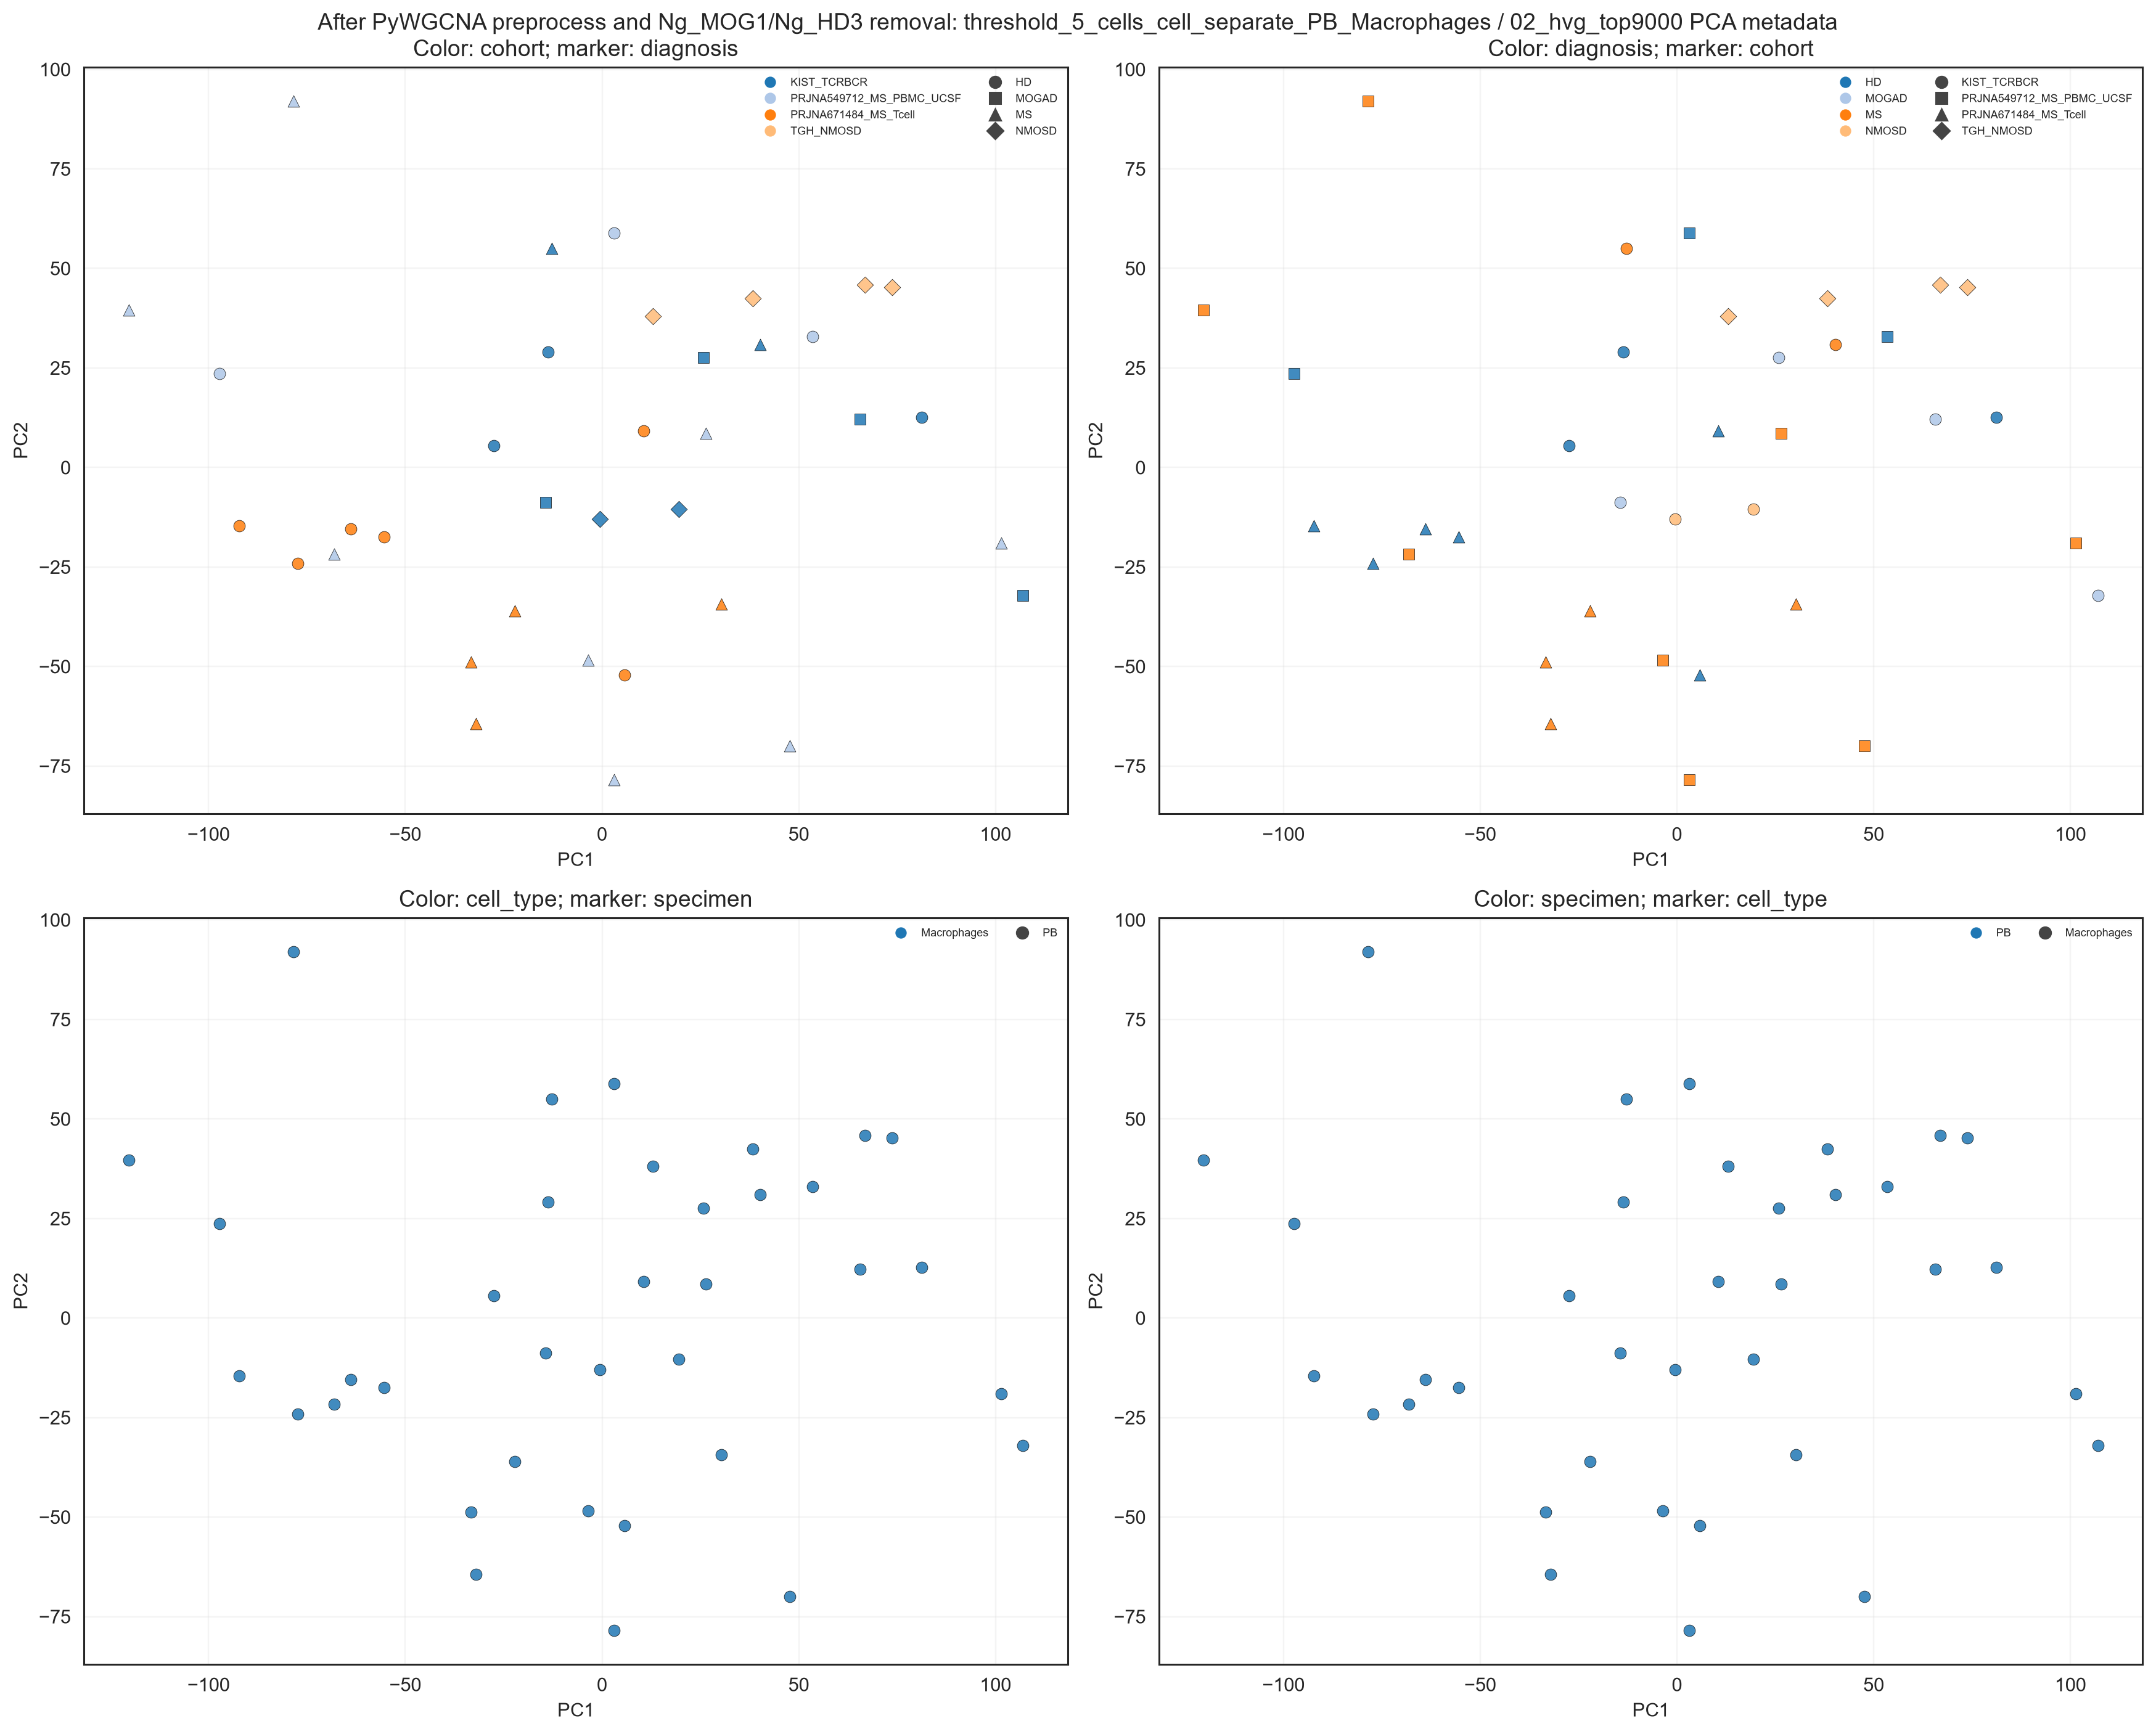 After PyWGCNA preprocess and Ng_MOG1/Ng_HD3 removal: threshold_5_cells_cell_separate_PB_Macrophages / 02_hvg_top9000 PCA metadata
Color: cohort; marker: diagnosis
KIST_TCRBCR
PRJNA549712_MS_PBMC_UCSF
PRJNA671484_MS_Tcell
TGH_NMOSD
HD
MOGAD
MS
NMOSD
100
75
50
25
0
−25
−50
−75
PC2
−100
−50
0
50
100
PC1
Color: diagnosis; marker: cohort
HD
MOGAD
MS
NMOSD
KIST_TCRBCR
PRJNA549712_MS_PBMC_UCSF
PRJNA671484_MS_Tcell
TGH_NMOSD
100
75
50
25
0
−25
−50
−75
PC2
−100
−50
0
50
100
PC1
Color: cell_type; marker: specimen
Macrophages
PB
100
75
50
25
0
−25
−50
−75
PC2
−100
−50
0
50
100
PC1
Color: specimen; marker: cell_type
PB
Macrophages
100
75
50
25
0
−25
−50
−75
PC2
−100
−50
0
50
100
PC1